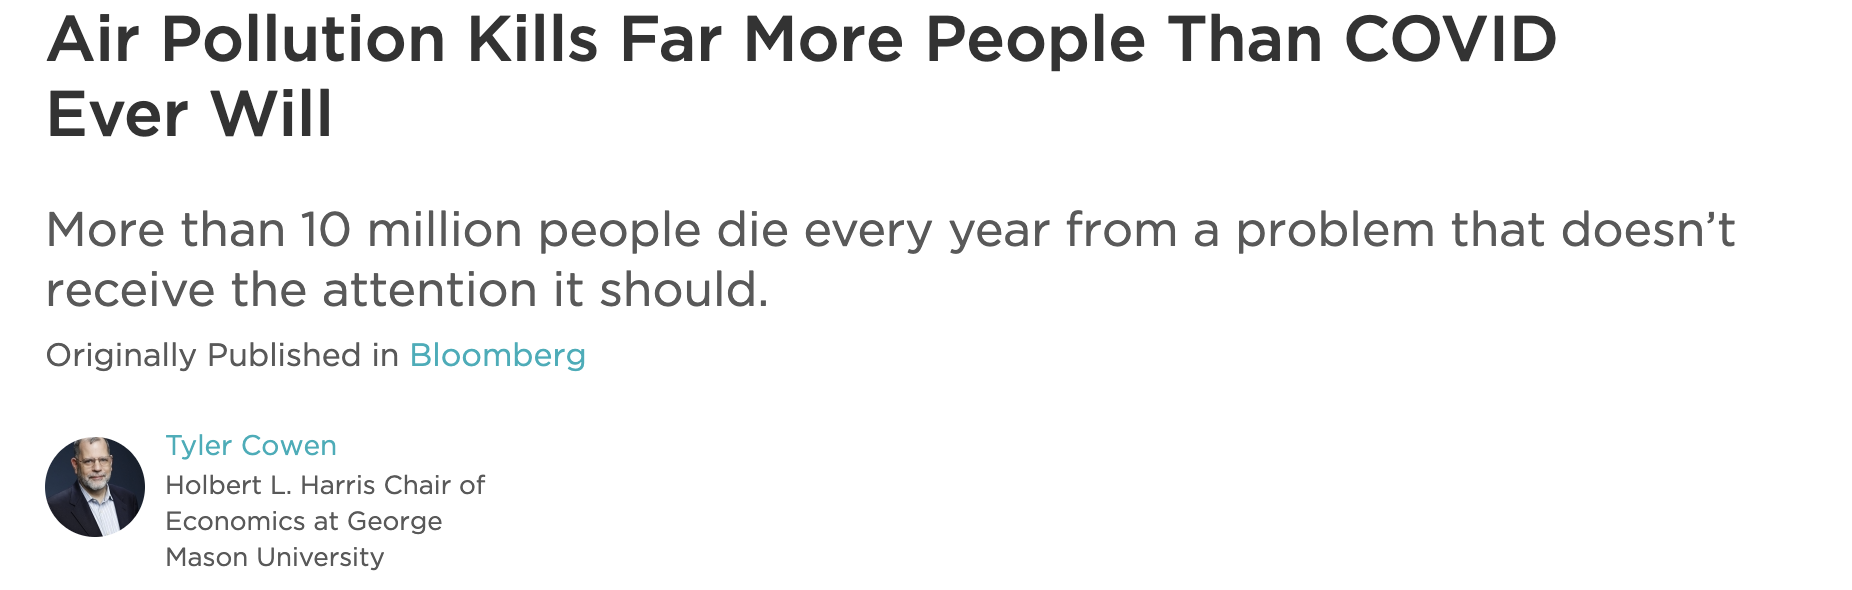 Air Pollution Kills Far More People Than COVID
Ever Will
More than 10 million people die every year from a problem that doesn’t
receive the attention it should.
Originally Published in Bloomberg
Tyler Cowen
Holbert L. Harris Chair of
Economics at George
Mason University